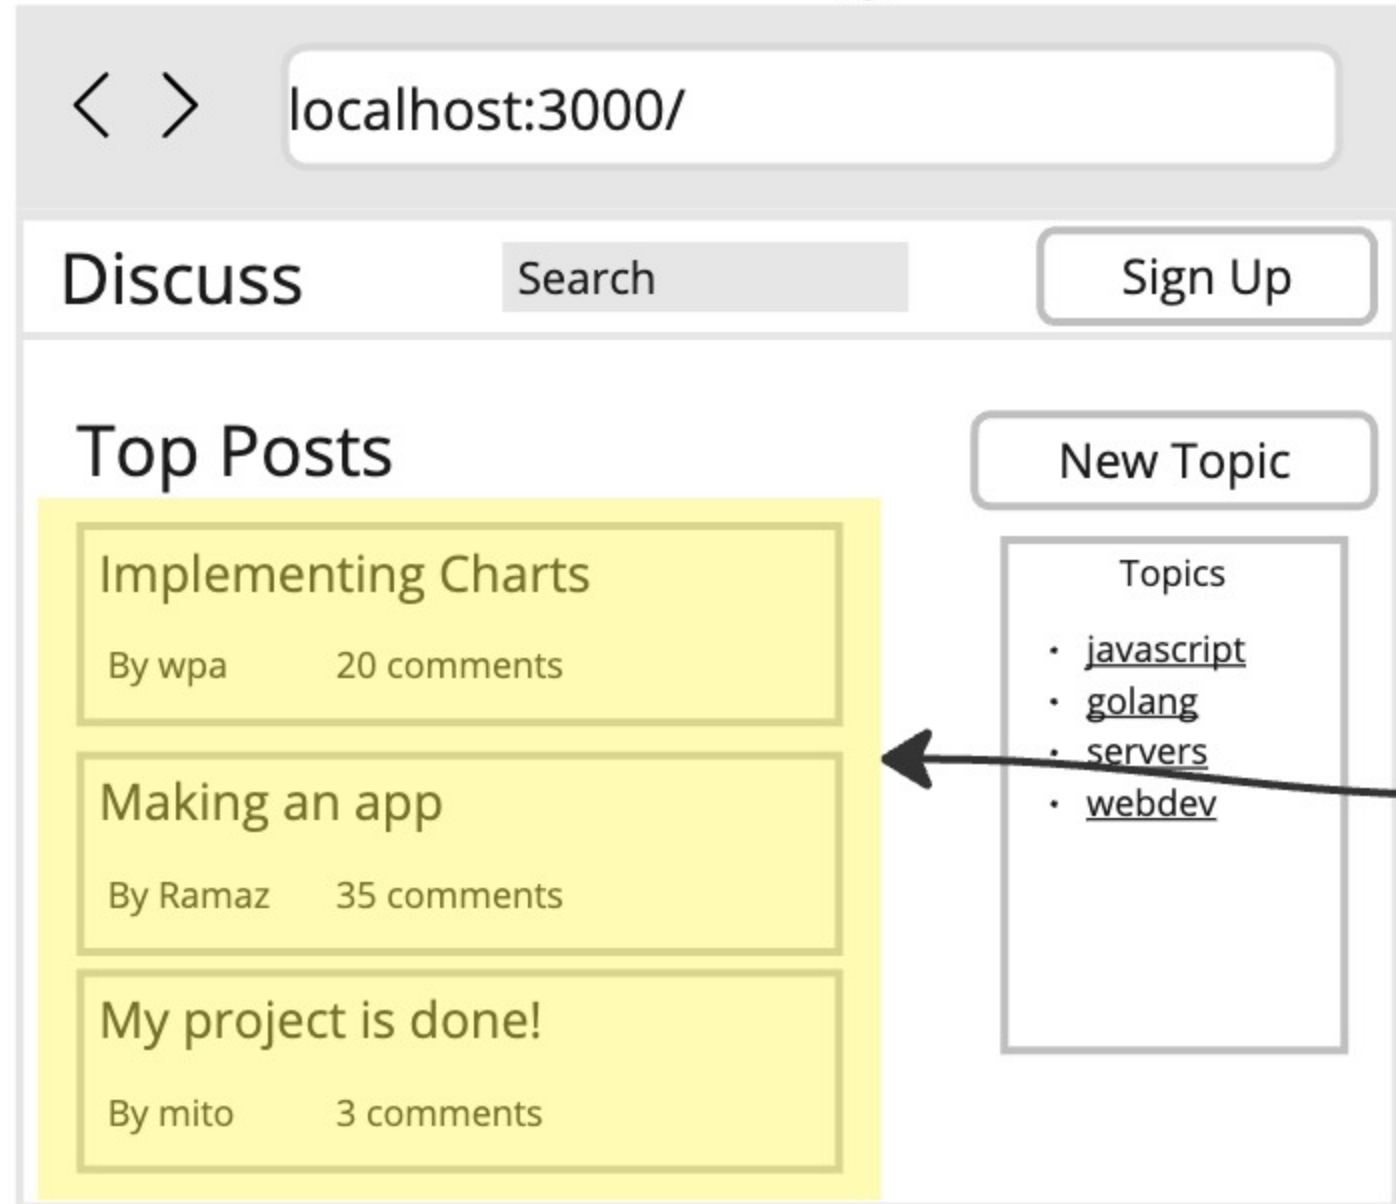 localhost:3000/
Discuss
Search
Sign Up
Top Posts
New Topic
Implementing Charts
By wpa 20 comments
Making an app
By Ramaz 35 comments
My project is done!
By mito 3 comments
Topics
• javascript
• golang
• servers
• webdev